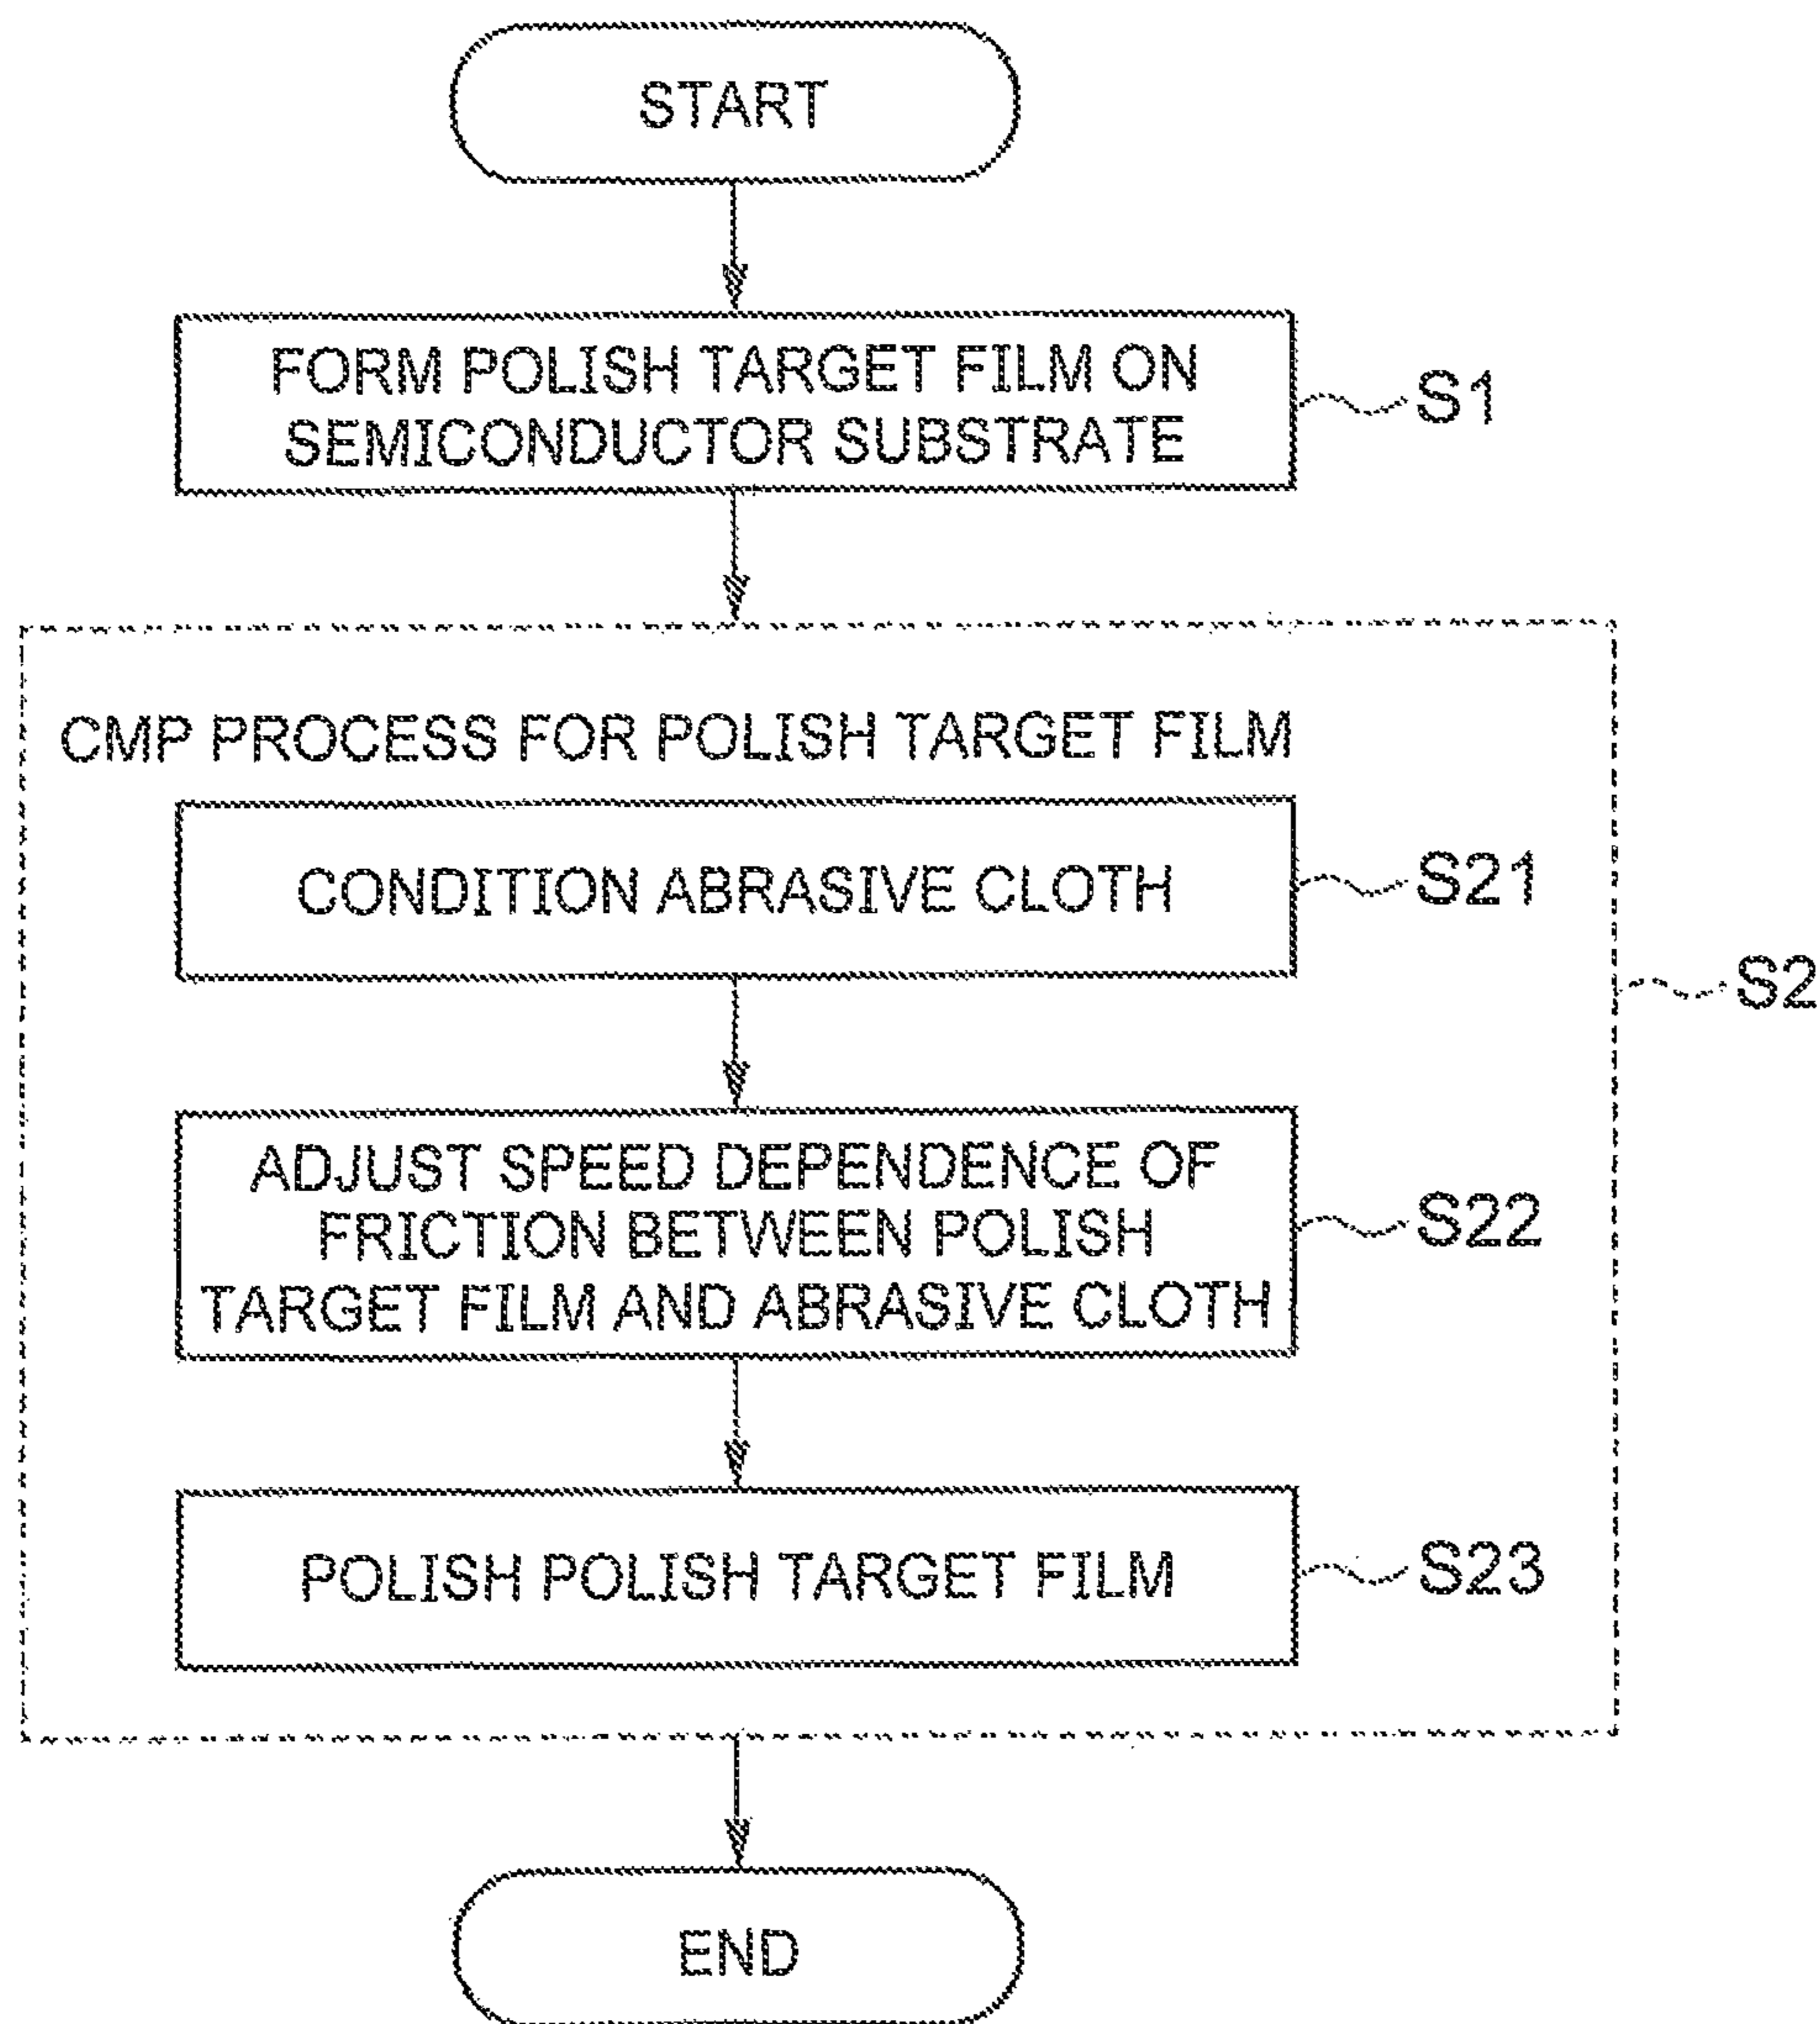 START
FORM POLISH TARGET FILM ON
SEMICONDUCTOR SUBSTRATE
S1
CMP PROCESS FOR POLISH TARGET FILM
CONDITION ABRASIVE CLOTH
S21
S2
ADJUST SPEED DEPENDENCE OF
FRICTION BETWEEN POLISH
TARGET FILM AND ABRASIVE CLOTH
S22
POLISH POLISH TARGET FILM
S23
END